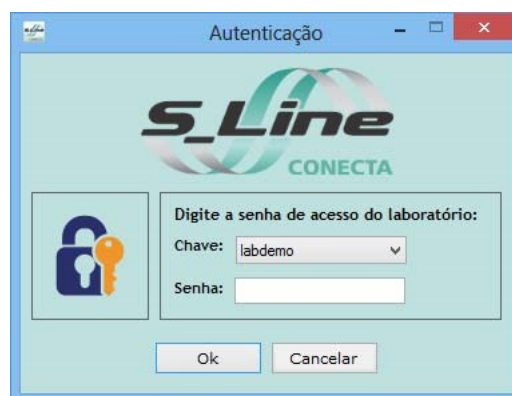 Autenticação
S_Line
CONECTA
Digite a senha de acesso do laboratório:
Chave: labdemo
Senha:
Ok Cancelar